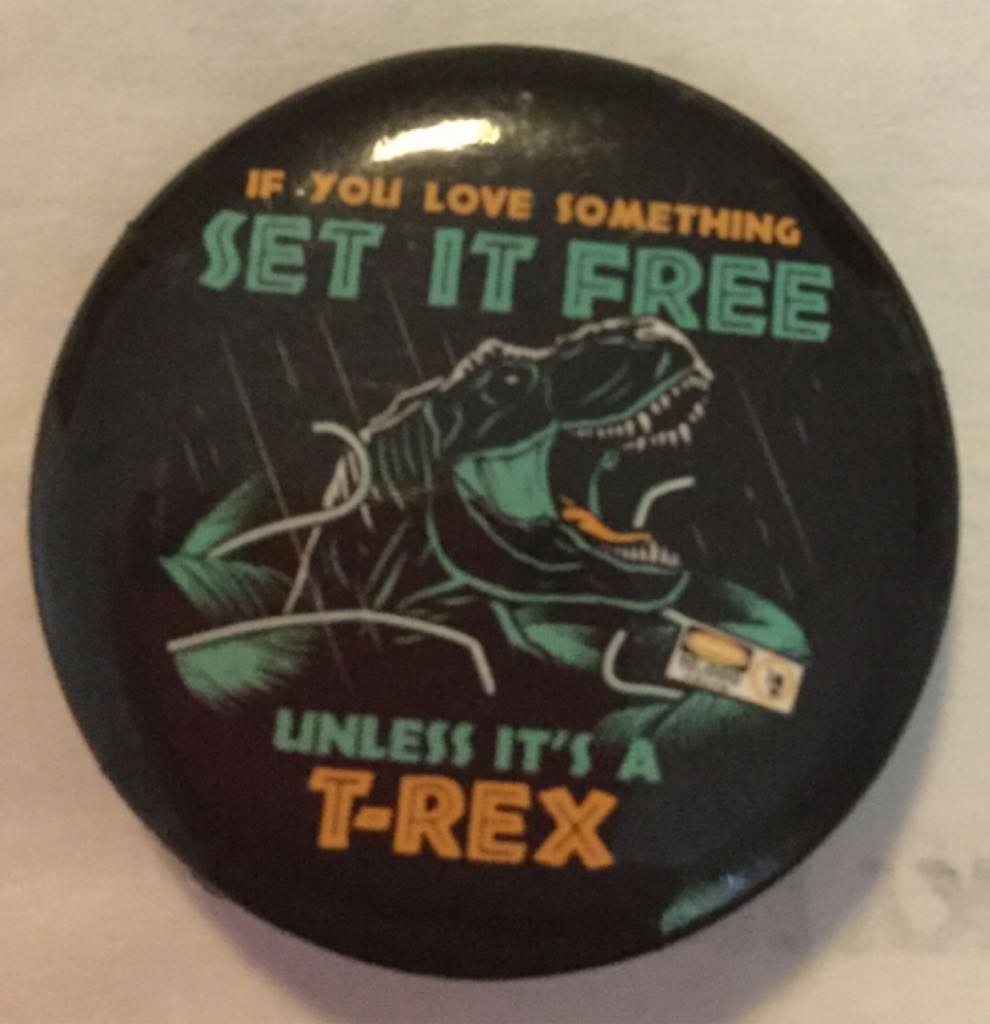 IF YOU LOVE SOMETHING
SET IT FREE
UNLESS IT'S A
T-REX